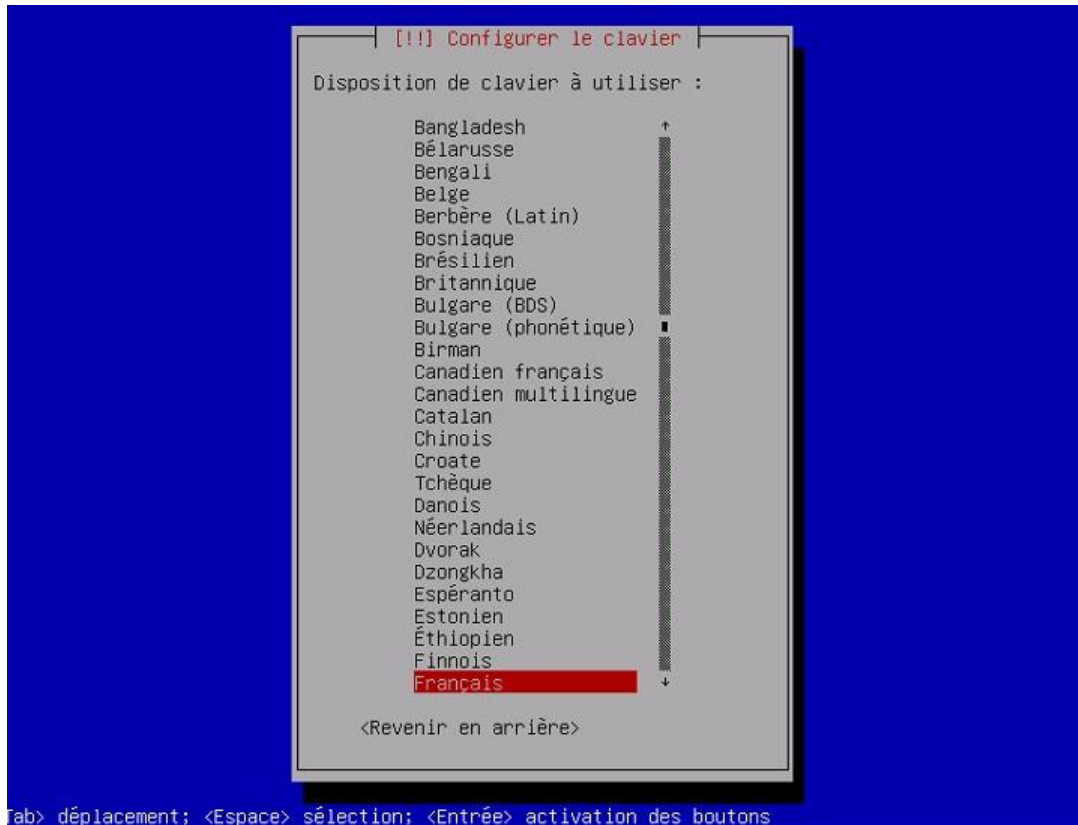 [!!] Configurer le clavier
Disposition de clavier à utiliser :
Bangladesh
Bélarusse
Bengali
Belge
Berbère (Latin)
Bosniaque
Brésilien
Britannique
Bulgare (BDS)
Bulgare (phonétique)
Birman
Canadien français
Canadien multilingue
Catalan
Chinois
Croate
Tchèque
Danois
Néerlandais
Dvorak
Dzongkha
Espéranto
Estonien
Éthiopien
Finnois
Français
<Revenir en arrière>
Tab> déplacement; <Espace> sélection; <Entrée> activation des boutons